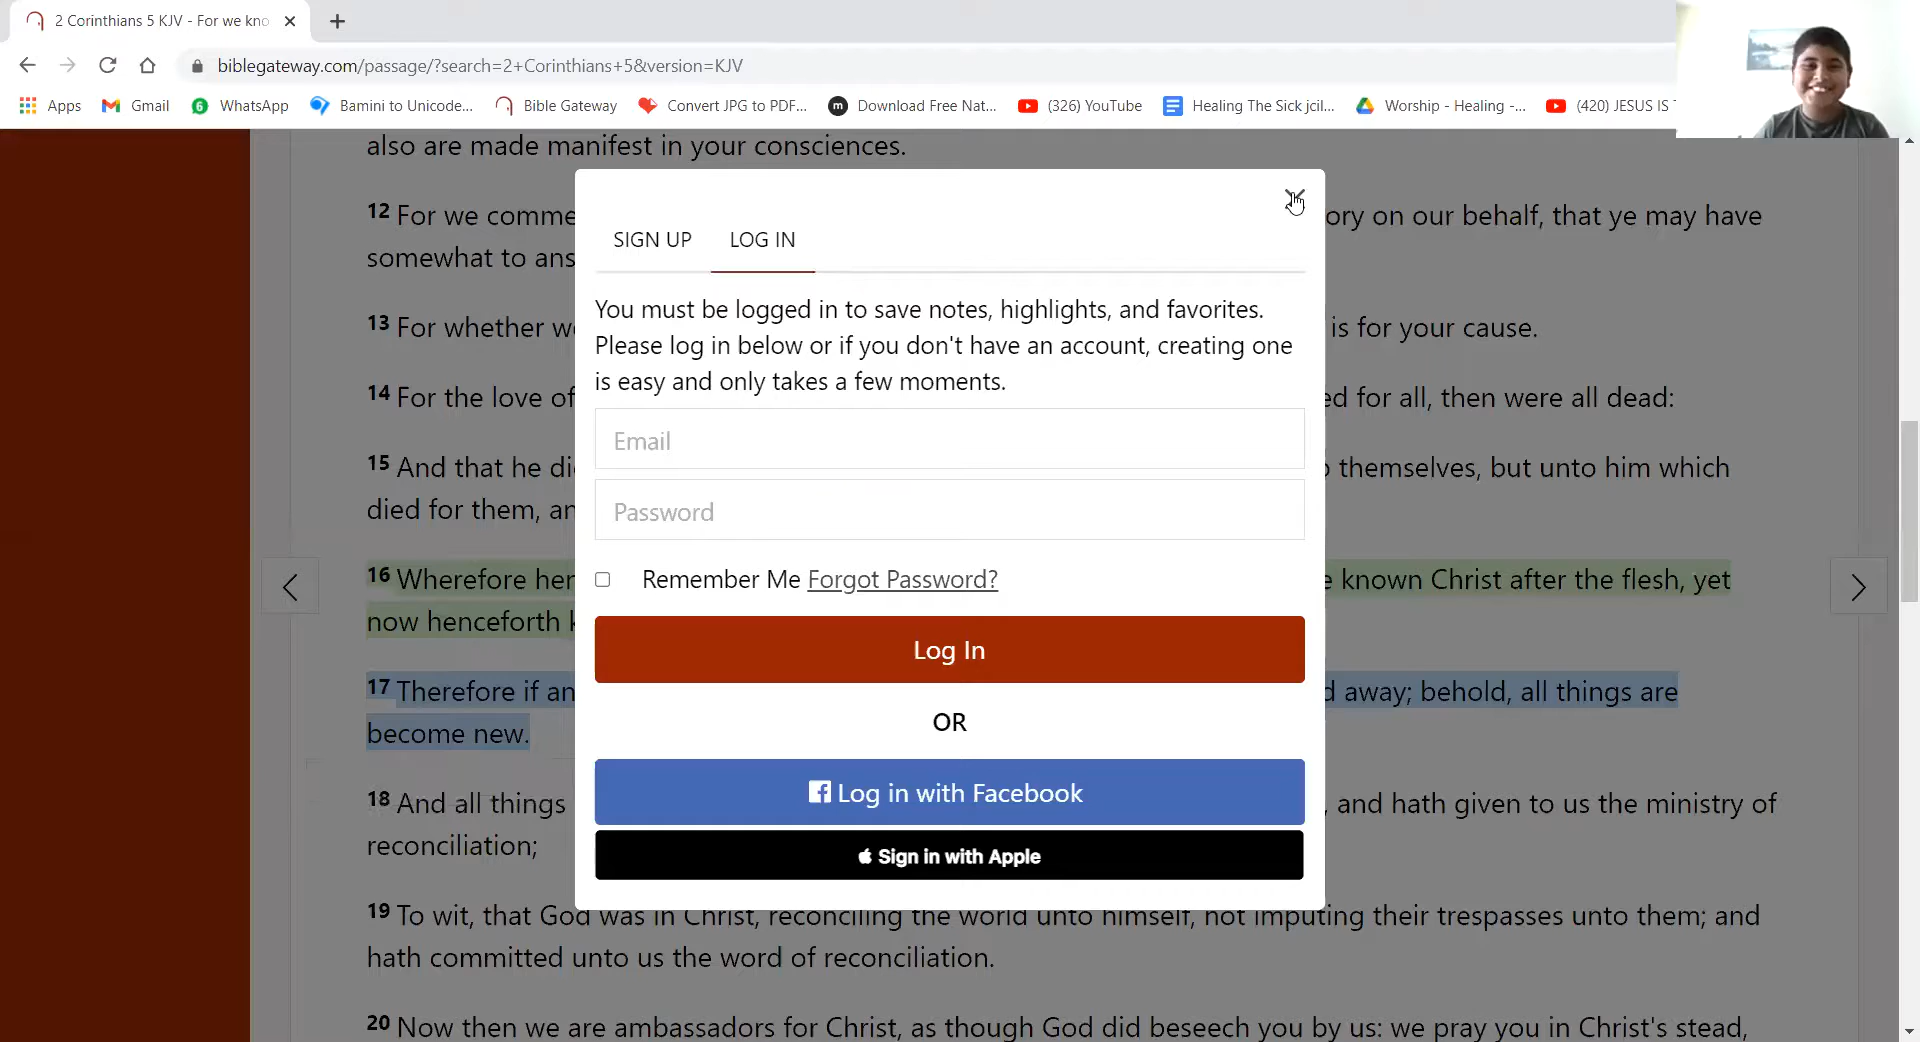 2 Corinthians 5 KJV - For we kno
biblegateway.com/passage/?search=2+Corinthians+5&version=KJV
Apps Gmail 6 WhatsApp Bamini to Unicode... Bible Gateway Convert JPG to PDF... m Download Free Nat... (326) YouTube Healing The Sick jcil... Worship - Healing -... (420) JESUS IS
also are made manifest in your consciences.
12 For we comme ory on our behalf, that ye may have
somewhat to ans
13 For whether w is for your cause.
14 For the love of ed for all, then were all dead:
15 And that he di themselves, but unto him which
died for them, an
16 Wherefore her e known Christ after the flesh, yet
now henceforth k
17 Therefore if an d away; behold, all things are
become new.
18 And all things , and hath given to us the ministry of
reconciliation;
19 To wit, that God was in Christ, reconciling the world unto himself, not imputing their trespasses unto them; and
hath committed unto us the word of reconciliation.
20 Now then we are ambassadors for Christ, as though God did beseech you by us: we pray you in Christ's stead,
SIGN UP LOG IN
You must be logged in to save notes, highlights, and favorites.
Please log in below or if you don't have an account, creating one
is easy and only takes a few moments.
Email
Password
Remember Me Forgot Password?
Log In
OR
Log in with Facebook
Sign in with Apple